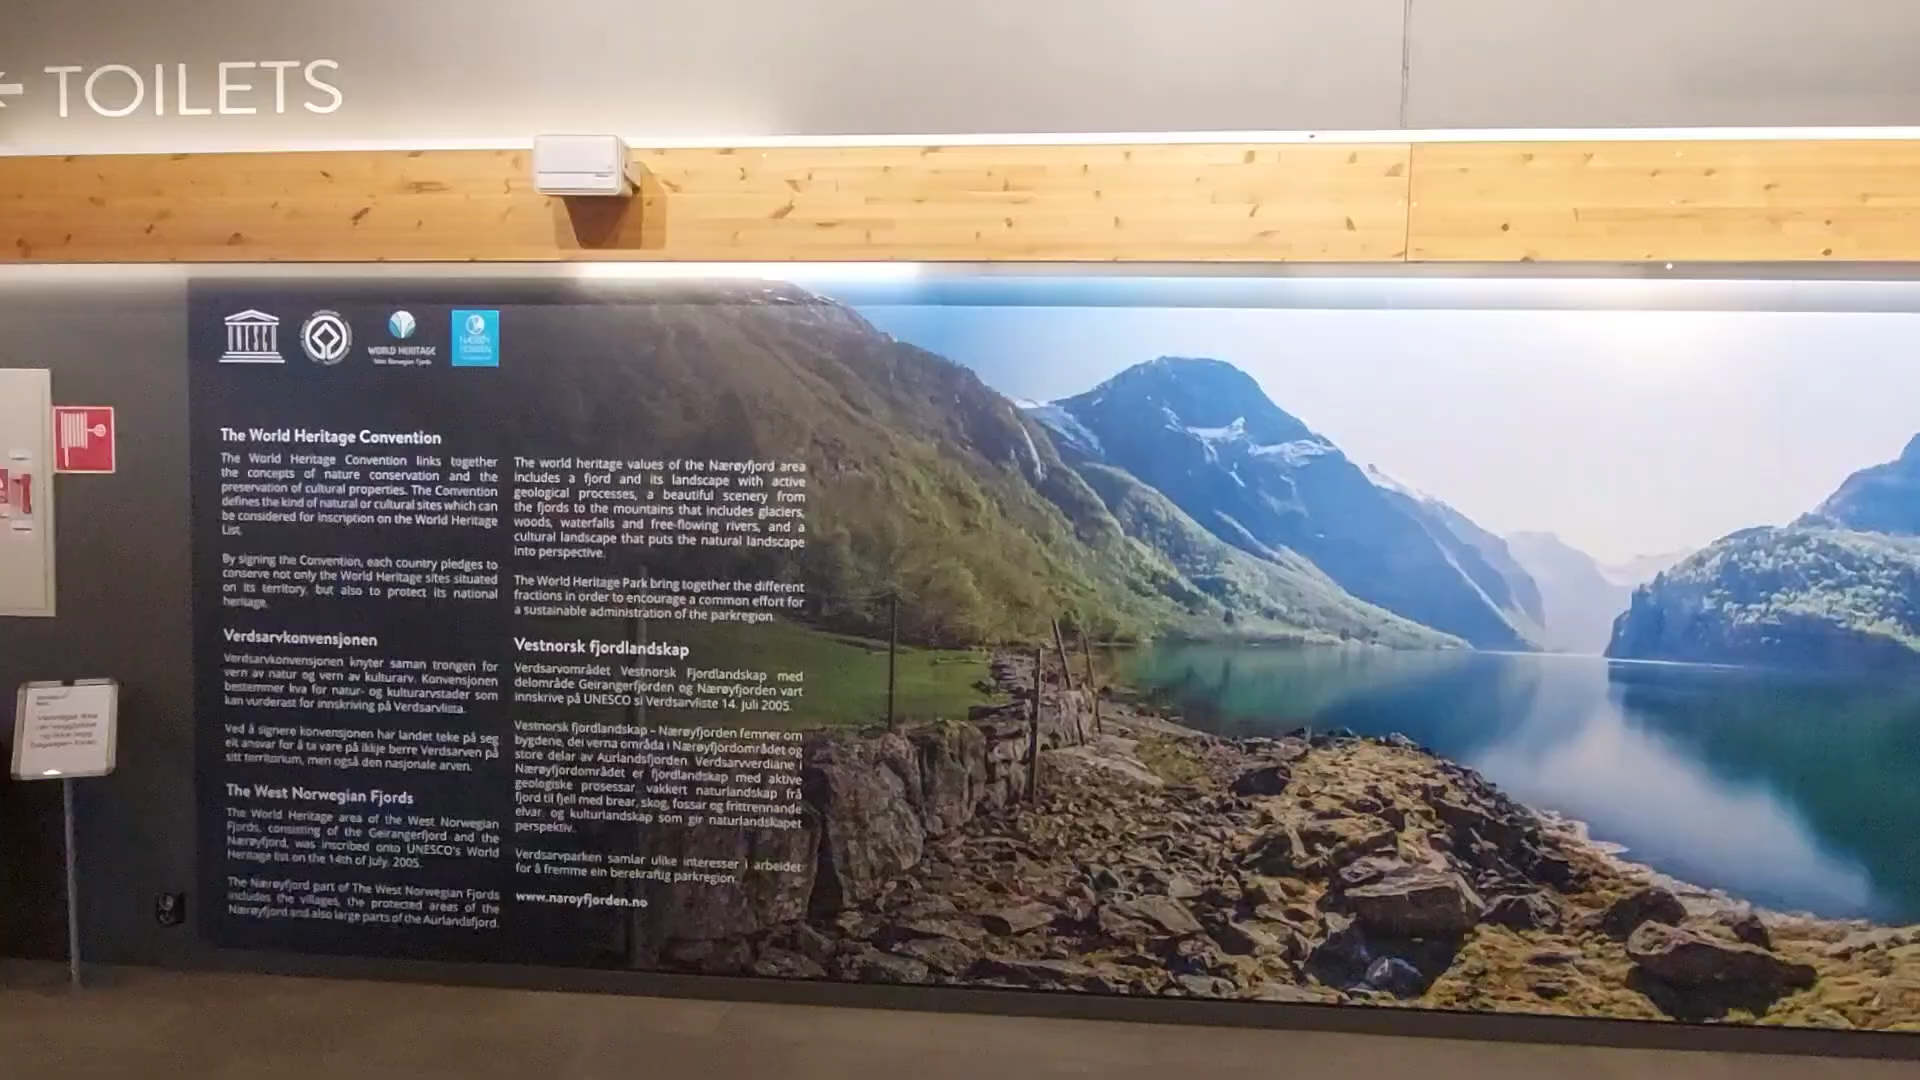 ← TOILETS
UNESCO
WORLD HERITAGE
West Norwegian Fjords
NÆRØY
FJORDEN
The World Heritage Convention
The World Heritage Convention links together
the concepts of nature conservation and the
preservation of cultural properties. The Convention
defines the kind of natural or cultural sites which can
be considered for inscription on the World Heritage
List.
By signing the Convention, each country pledges to
conserve not only the World Heritage sites situated
on its territory, but also to protect its national
heritage.
Verdsarvkonvensjonen
Verdsarvkonvensjonen knyter saman trongen for
vern av natur og vern av kulturarv. Konvensjonen
bestemmer kva for natur- og kulturarvstader som
kan vurderast for innskriving på Verdsarvlista.
Ved å signere konvensjonen har landet teke på seg
eit ansvar for å ta vare på ikkje berre Verdsarven på
sitt territorium, men også den nasjonale arven.
The West Norwegian Fjords
The World Heritage area of the West Norwegian
Fjords, consisting of the Geirangerfjord and the
Nærøyfjord, was inscribed onto UNESCO's World
Heritage list on the 14th of July, 2005.
The Nærøyfjord part of The West Norwegian Fjords
includes the villages, the protected areas of the
Nærøyfjord and also large parts of the Aurlandsfjord.
The world heritage values of the Nærøyfjord area
includes a fjord and its landscape with active
geological processes, a beautiful scenery from
the fjords to the mountains that includes glaciers,
woods, waterfalls and free-flowing rivers, and a
cultural landscape that puts the natural landscape
into perspective.
The World Heritage Park bring together the different
fractions in order to encourage a common effort for
a sustainable administration of the parkregion.
Vestnorsk fjordlandskap
Verdsarvområdet Vestnorsk Fjordlandskap med
delområde Geirangerfjorden og Nærøyfjorden vart
innskrive på UNESCO si Verdsarvliste 14. juli 2005.
Vestnorsk fjordlandskap – Nærøyfjorden femner om
bygdene, dei verna områda i Nærøyfjordområdet og
store delar av Aurlandsfjorden. Verdsarvverdiane i
Nærøyfjordområdet er fjordlandskap med aktive
geologiske prosessar, vakkert naturlandskap frå
fjord til fjell med brear, skog, fossar og frittrennande
elvar, og kulturlandskap som gir naturlandskapet
perspektiv.
Verdsarvparken samlar ulike interesser i arbeidet
for å fremme ein berekraftig parkregion.
www.naroyfjorden.no